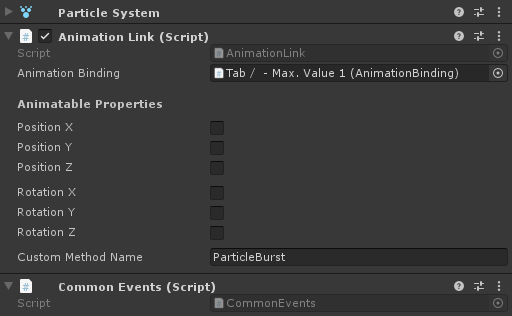 Particle System
Animation Link (Script)
Script AnimationLink
Animation Binding Tab / - Max. Value 1 (AnimationBinding)
Animatable Properties
Position X
Position Y
Position Z
Rotation X
Rotation Y
Rotation Z
Custom Method Name ParticleBurst
Common Events (Script)
Script CommonEvents